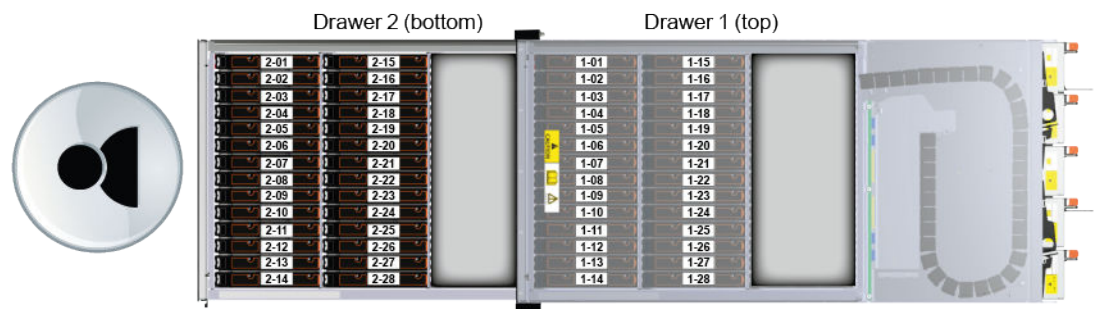 Drawer 2 (bottom) Drawer 1 (top)
2-01 2-15 1-01 1-15
2-02 2-16 1-02 1-16
2-03 2-17 1-03 1-17
2-04 2-18 1-04 1-18
2-05 2-19 1-05 1-19
2-06 2-20 1-06 1-20
2-07 2-21 1-07 1-21
2-08 2-22 1-08 1-22
2-09 2-23 1-09 1-23
2-10 2-24 1-10 1-24
2-11 2-25 1-11 1-25
2-12 2-26 1-12 1-26
2-13 2-27 1-13 1-27
2-14 2-28 1-14 1-28
CAUTION